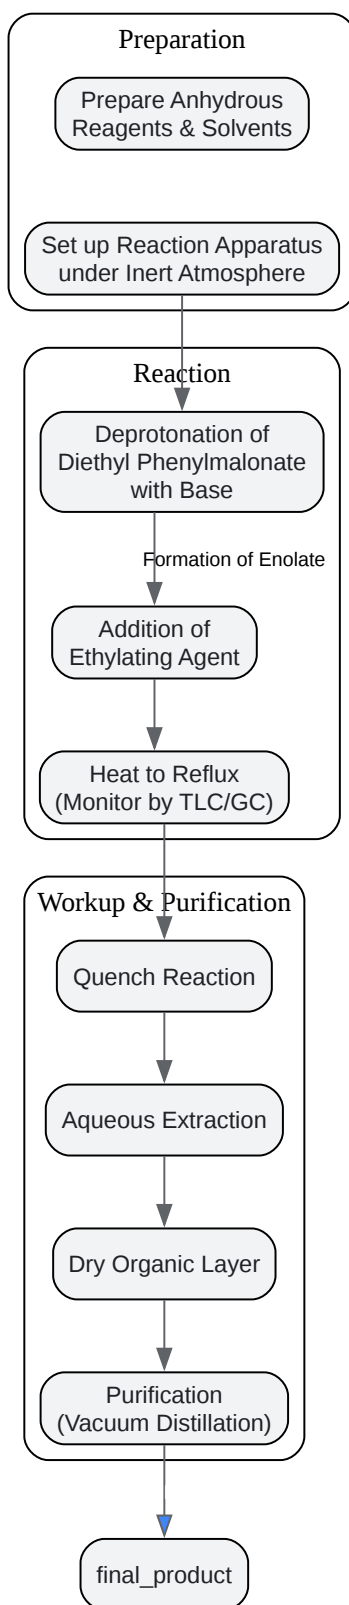 Preparation
Prepare Anhydrous
Reagents & Solvents
Set up Reaction Apparatus
under Inert Atmosphere
Reaction
Deprotonation of
Diethyl Phenylmalonate
with Base
Formation of Enolate
Addition of
Ethylating Agent
Heat to Reflux
(Monitor by TLC/GC)
Workup & Purification
Quench Reaction
Aqueous Extraction
Dry Organic Layer
Purification
(Vacuum Distillation)
final_product